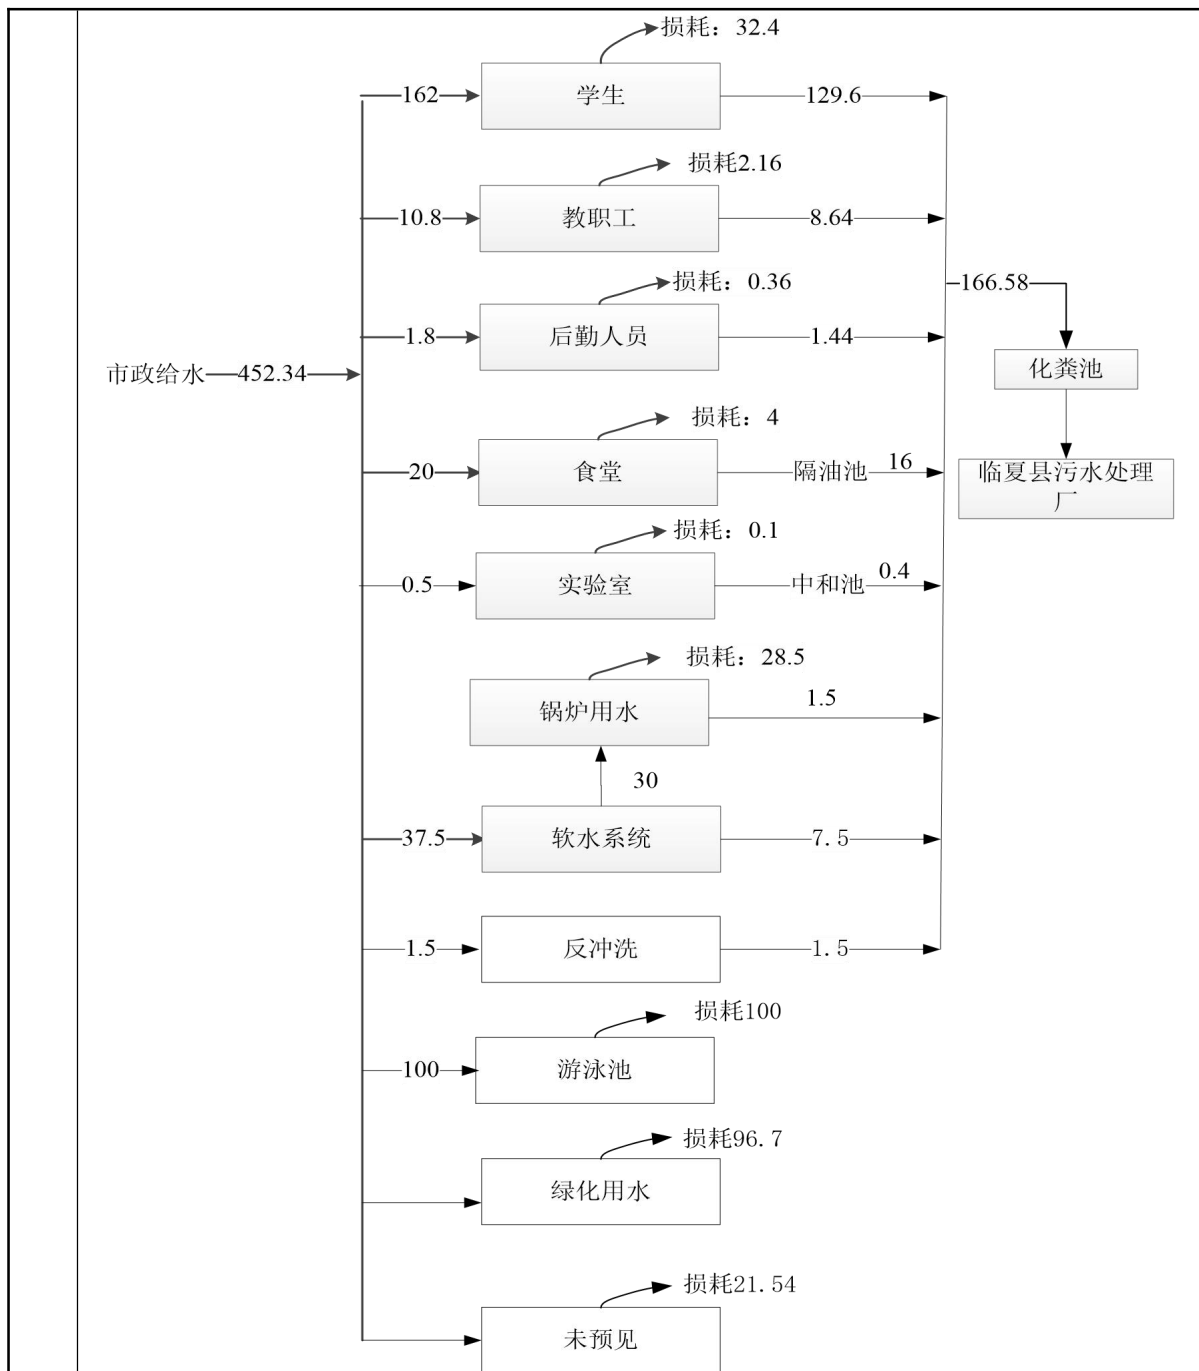 损耗：32.4
162
学生
129.6
损耗2.16
10.8
教职工
8.64
损耗：0.36
166.58
1.8
后勤人员
1.44
市政给水
452.34
化粪池
损耗：4
20
食堂
隔油池
16
临夏县污水处理
厂
损耗：0.1
0.5
实验室
中和池
0.4
损耗：28.5
锅炉用水
1.5
30
37.5
软水系统
7.5
1.5
反冲洗
1.5
损耗100
100
游泳池
损耗96.7
绿化用水
损耗21.54
未预见